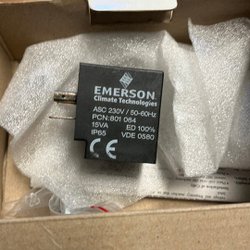 EMERSON
Climate Technologies
ASC 230V / 50-60Hz
PCN: 801 064
15VA ED 100%
IP65 VDE 0580
CE